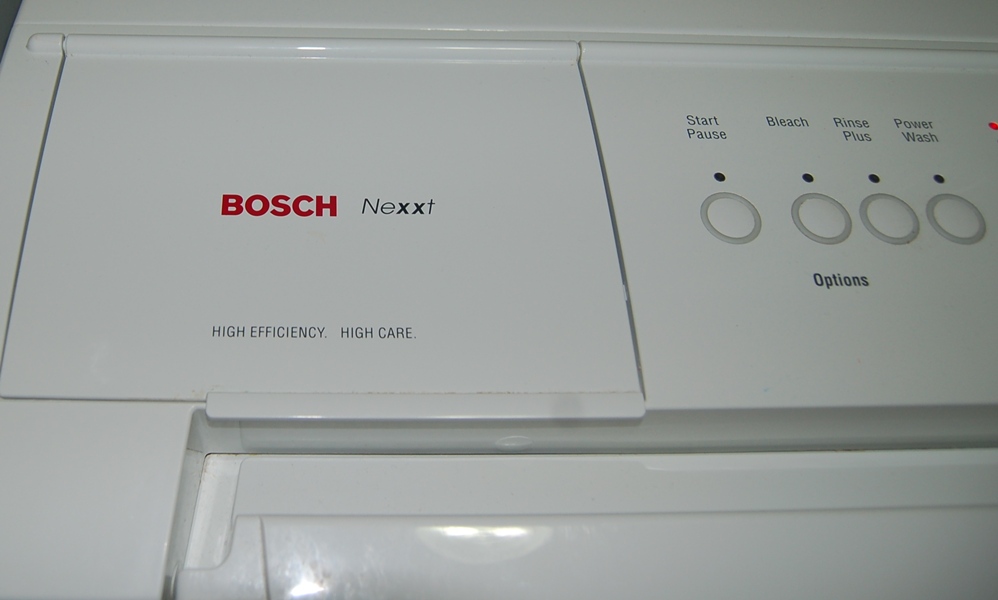 BOSCH Nexxt
HIGH EFFICIENCY. HIGH CARE.
Start
Pause
Bleach
Rinse
Plus
Power
Wash
Options